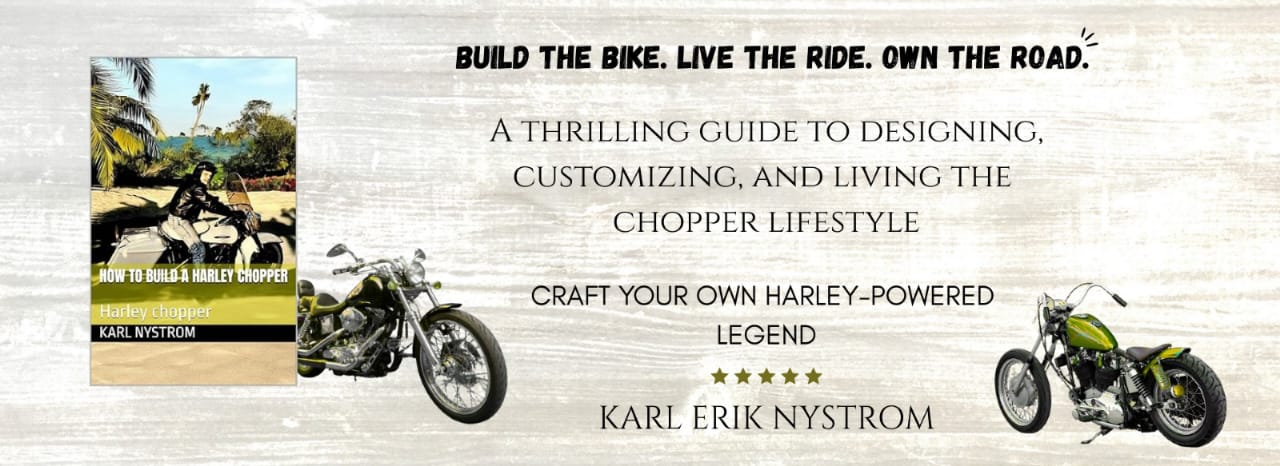 BUILD THE BIKE. LIVE THE RIDE. OWN THE ROAD.
A THRILLING GUIDE TO DESIGNING,
CUSTOMIZING, AND LIVING THE
CHOPPER LIFESTYLE
CRAFT YOUR OWN HARLEY-POWERED
LEGEND
KARL ERIK NYSTROM
HOW TO BUILD A HARLEY CHOPPER
Harley chopper
KARL NYSTROM